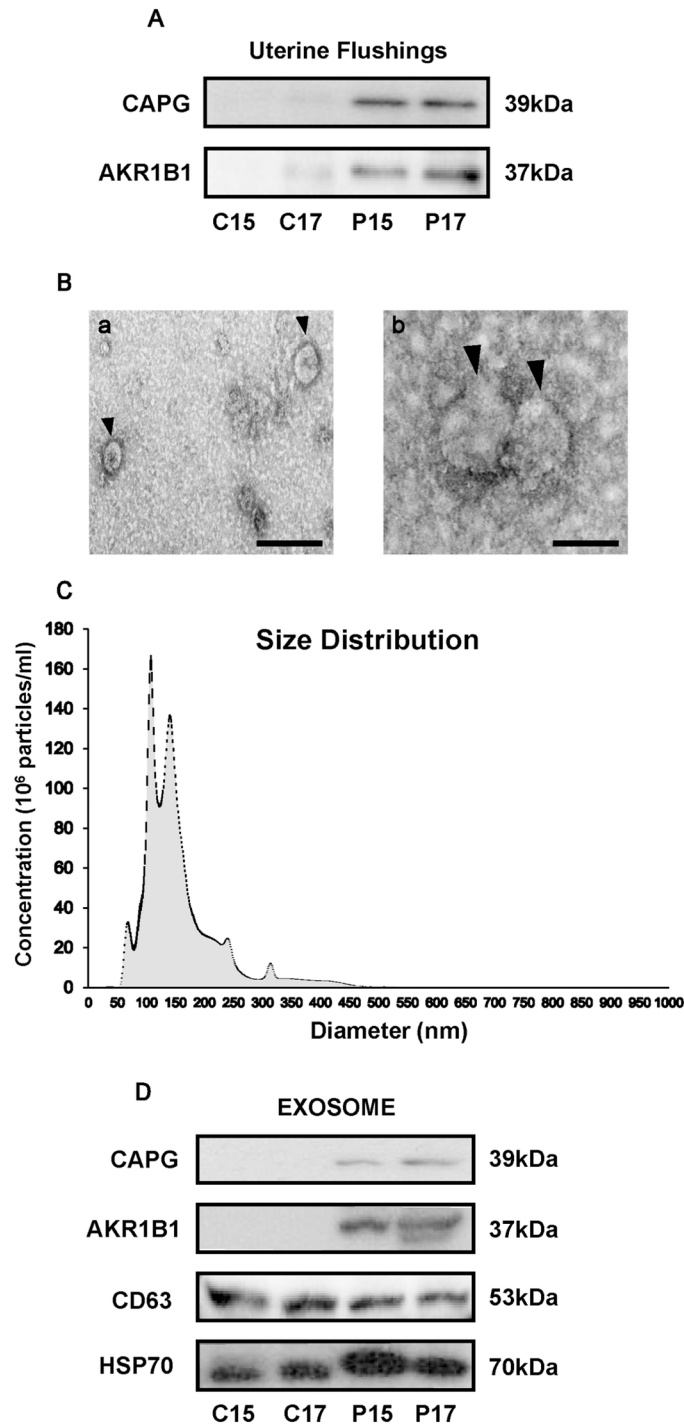 A
Uterine Flushings
CAPG 39kDa
AKR1B1 37kDa
C15 C17 P15 P17
B
a b
C
Size Distribution
Concentration (10⁶ particles/ml)
180
160
140
120
100
80
60
40
20
0
0 50 100 150 200 250 300 350 400 450 500 550 600 650 700 750 800 850 900 950 1000
Diameter (nm)
D
EXOSOME
CAPG 39kDa
AKR1B1 37kDa
CD63 53kDa
HSP70 70kDa
C15 C17 P15 P17